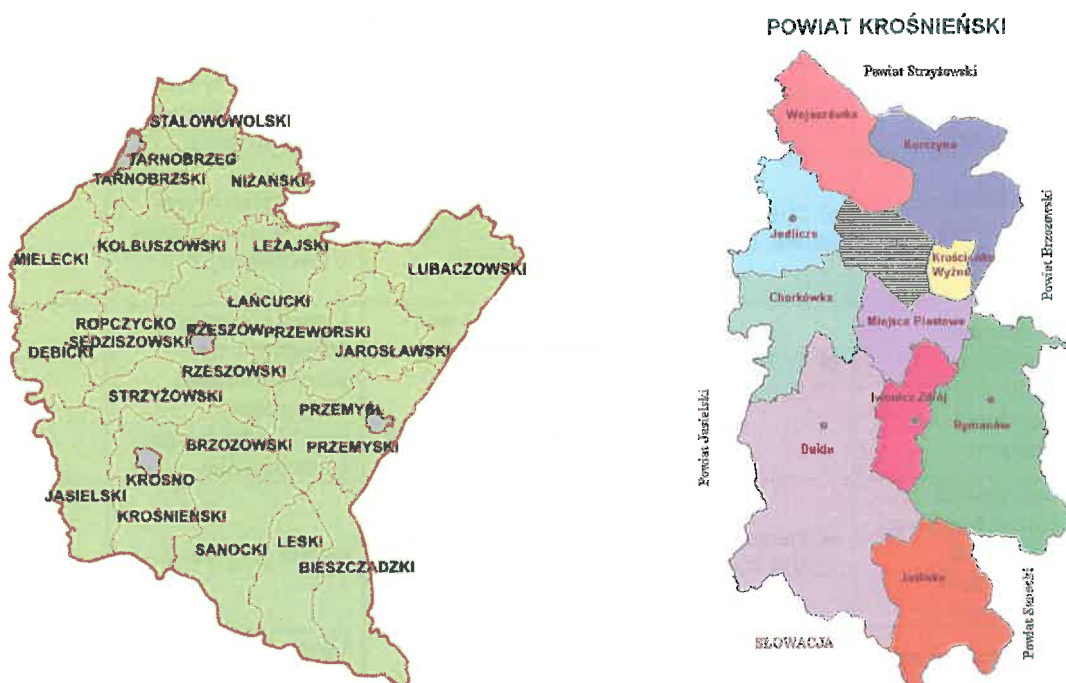 STALOWOWOLSKI
TARNOBRZEG
TARNOBRZSKI
NIŻAŃSKI
KOLBUSZOWSKI
LEŻAJSKI
MIELECKI
LUBACZOWSKI
ŁAŃCUCKI
ROPCZYCKO
SĘDZISZOWSKI
RZESZÓW
PRZEWORSKI
DĘBICKI
JAROSŁAWSKI
RZESZOWSKI
STRZYŻOWSKI
PRZEMYŚL
BRZOZOWSKI
PRZEMYSKI
KROSNO
JASIELSKI
KROŚNIEŃSKI
SANOCKI
LESKI
BIESZCZADZKI
POWIAT KROŚNIEŃSKI
Powiat Strzyżowski
Wojaszówka
Korczyna
Jedlicze
Krościenko
Wyżne
Powiat Brzozowski
Chorkówka
Miejsce Piastowe
Iwonicz Zdrój
Rymanów
Dukla
Powiat Jasielski
Jaśliska
Powiat Sanocki
SŁOWACJA